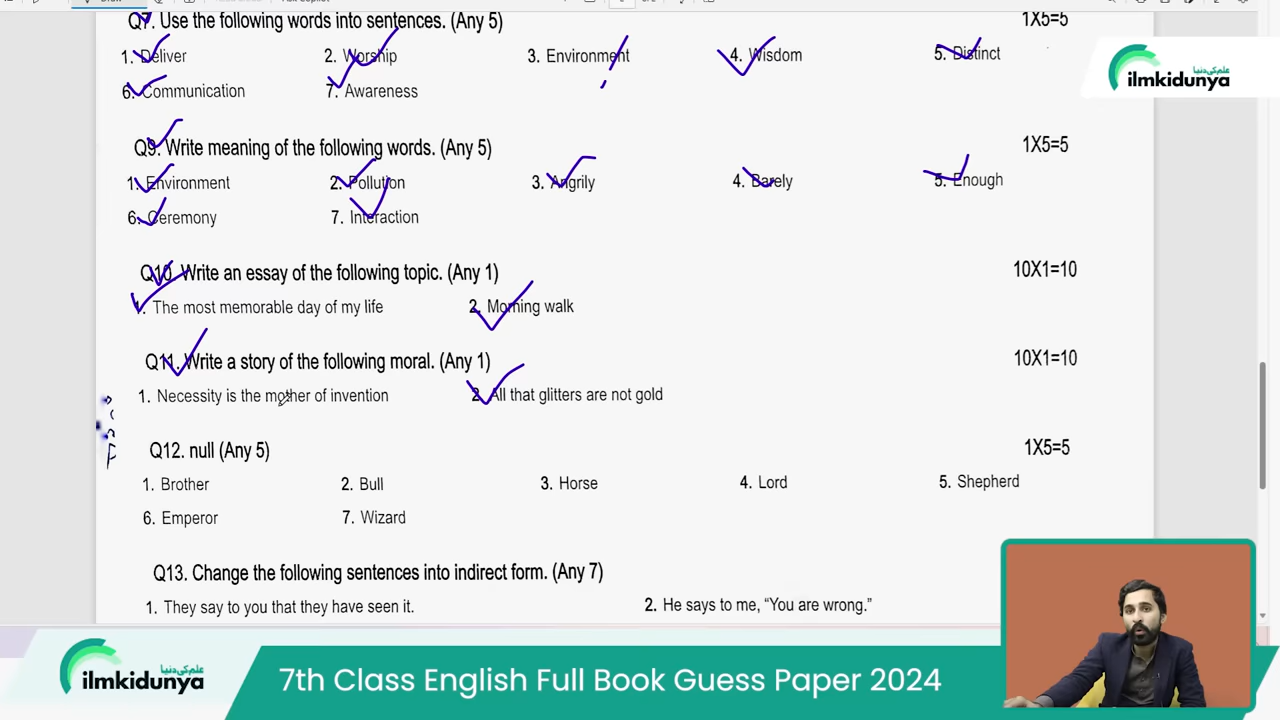 Q7. Use the following words into sentences. (Any 5) 1X5=5
1. Deliver 2. Worship 3. Environment 4. Wisdom 5. Distinct
6. Communication 7. Awareness
علم کی دنیا
ilmkidunya
Q9. Write meaning of the following words. (Any 5) 1X5=5
1. Environment 2. Pollution 3. Angrily 4. Barely 5. Enough
6. Ceremony 7. Interaction
Q10. Write an essay of the following topic. (Any 1) 10X1=10
1. The most memorable day of my life 2. Morning walk
Q11. Write a story of the following moral. (Any 1) 10X1=10
1. Necessity is the mother of invention 2. All that glitters are not gold
Q12. null (Any 5) 1X5=5
1. Brother 2. Bull 3. Horse 4. Lord 5. Shepherd
6. Emperor 7. Wizard
Q13. Change the following sentences into indirect form. (Any 7)
1. They say to you that they have seen it. 2. He says to me, “You are wrong.”
علم کی دنیا
ilmkidunya
7th Class English Full Book Guess Paper 2024